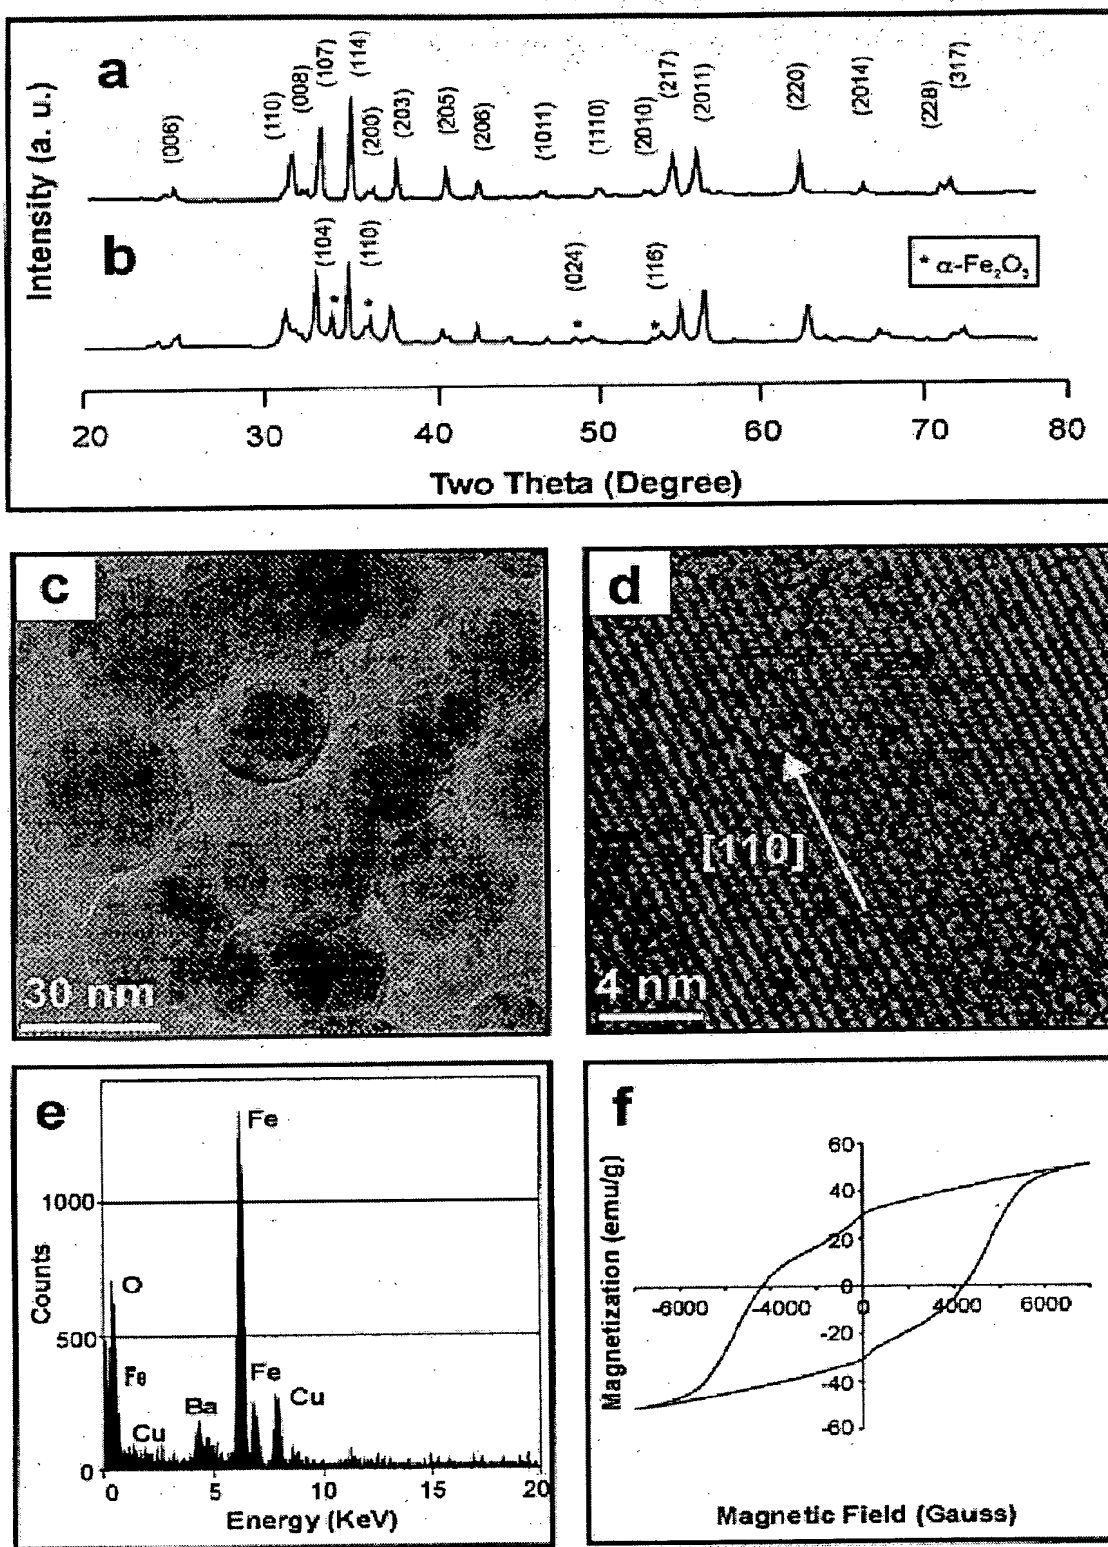 a
Intensity (a. u.)
(006)
(110)
(008)
(107)
(114)
(200)
(203)
(205)
(206)
(1011)
(1110)
(2010)
(217)
(2011)
(220)
(2014)
(228)
(317)
b
(104)
(110)
(024)
(116)
* α-Fe₂O₃
* * * *
20 30 40 50 60 70 80
Two Theta (Degree)
c
30 nm
d
[110]
4 nm
e
Counts
1000
500
0
O
Fe
Cu
Ba
Fe
Fe
Cu
0 5 10 15 20
Energy (KeV)
f
Magnetization (emu/g)
60
40
20
0
-20
-40
-60
-6000 -4000 0 4000 6000
Magnetic Field (Gauss)